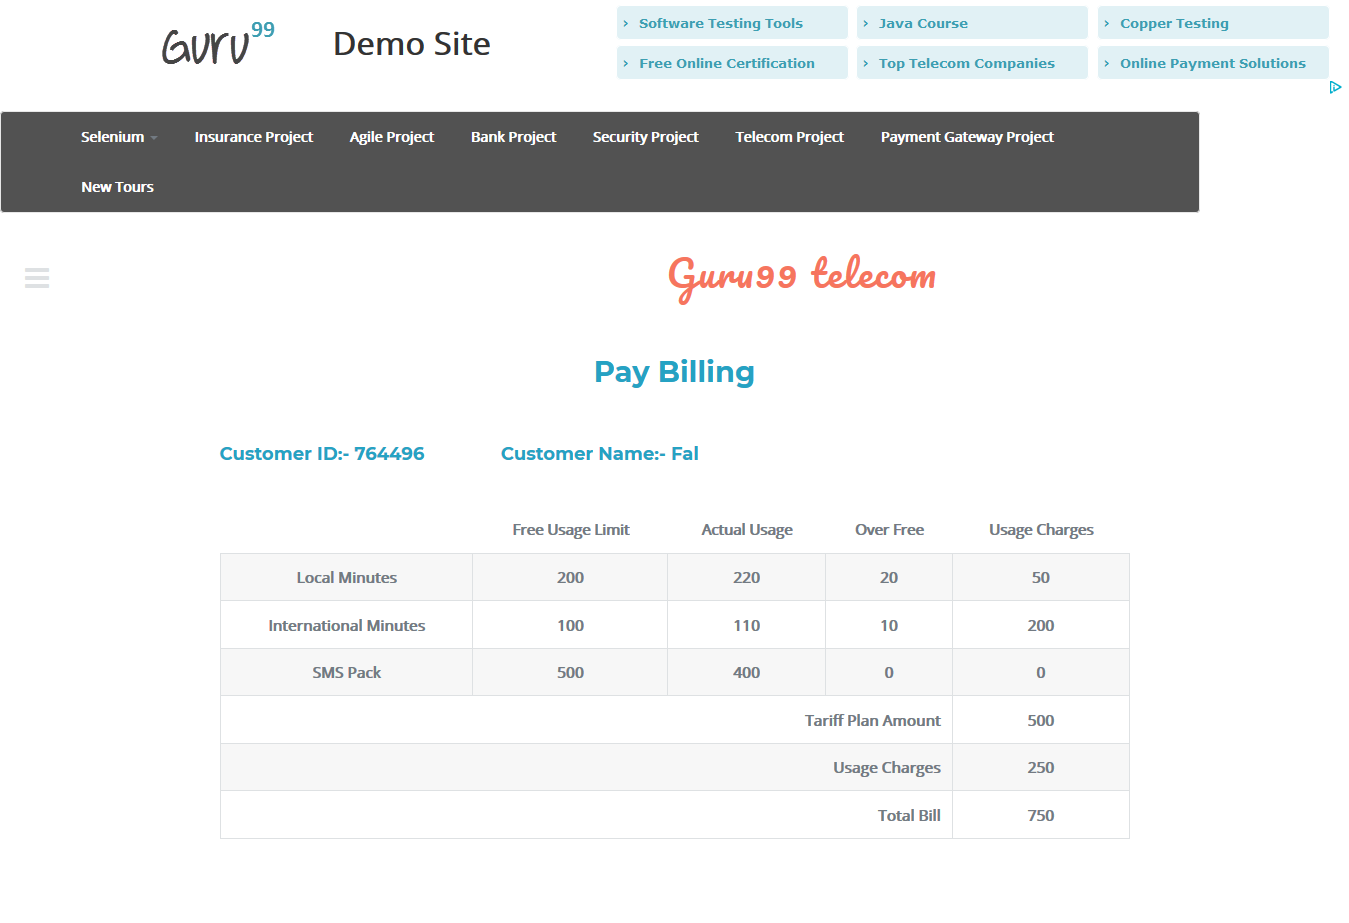 Guru99 Demo Site
Software Testing Tools
Java Course
Copper Testing
Free Online Certification
Top Telecom Companies
Online Payment Solutions
Selenium Insurance Project Agile Project Bank Project Security Project Telecom Project Payment Gateway Project
New Tours
Guru99 telecom
Pay Billing
Customer ID:- 764496 Customer Name:- Fal
Free Usage Limit Actual Usage Over Free Usage Charges
Local Minutes 200 220 20 50
International Minutes 100 110 10 200
SMS Pack 500 400 0 0
Tariff Plan Amount 500
Usage Charges 250
Total Bill 750